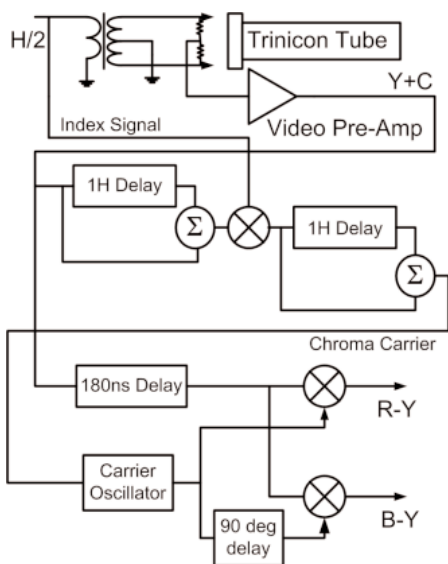 H/2
Trinicon Tube
Y+C
Index Signal
Video Pre-Amp
1H Delay
Σ
1H Delay
Σ
Chroma Carrier
180ns Delay
R-Y
Carrier
Oscillator
B-Y
90 deg
delay